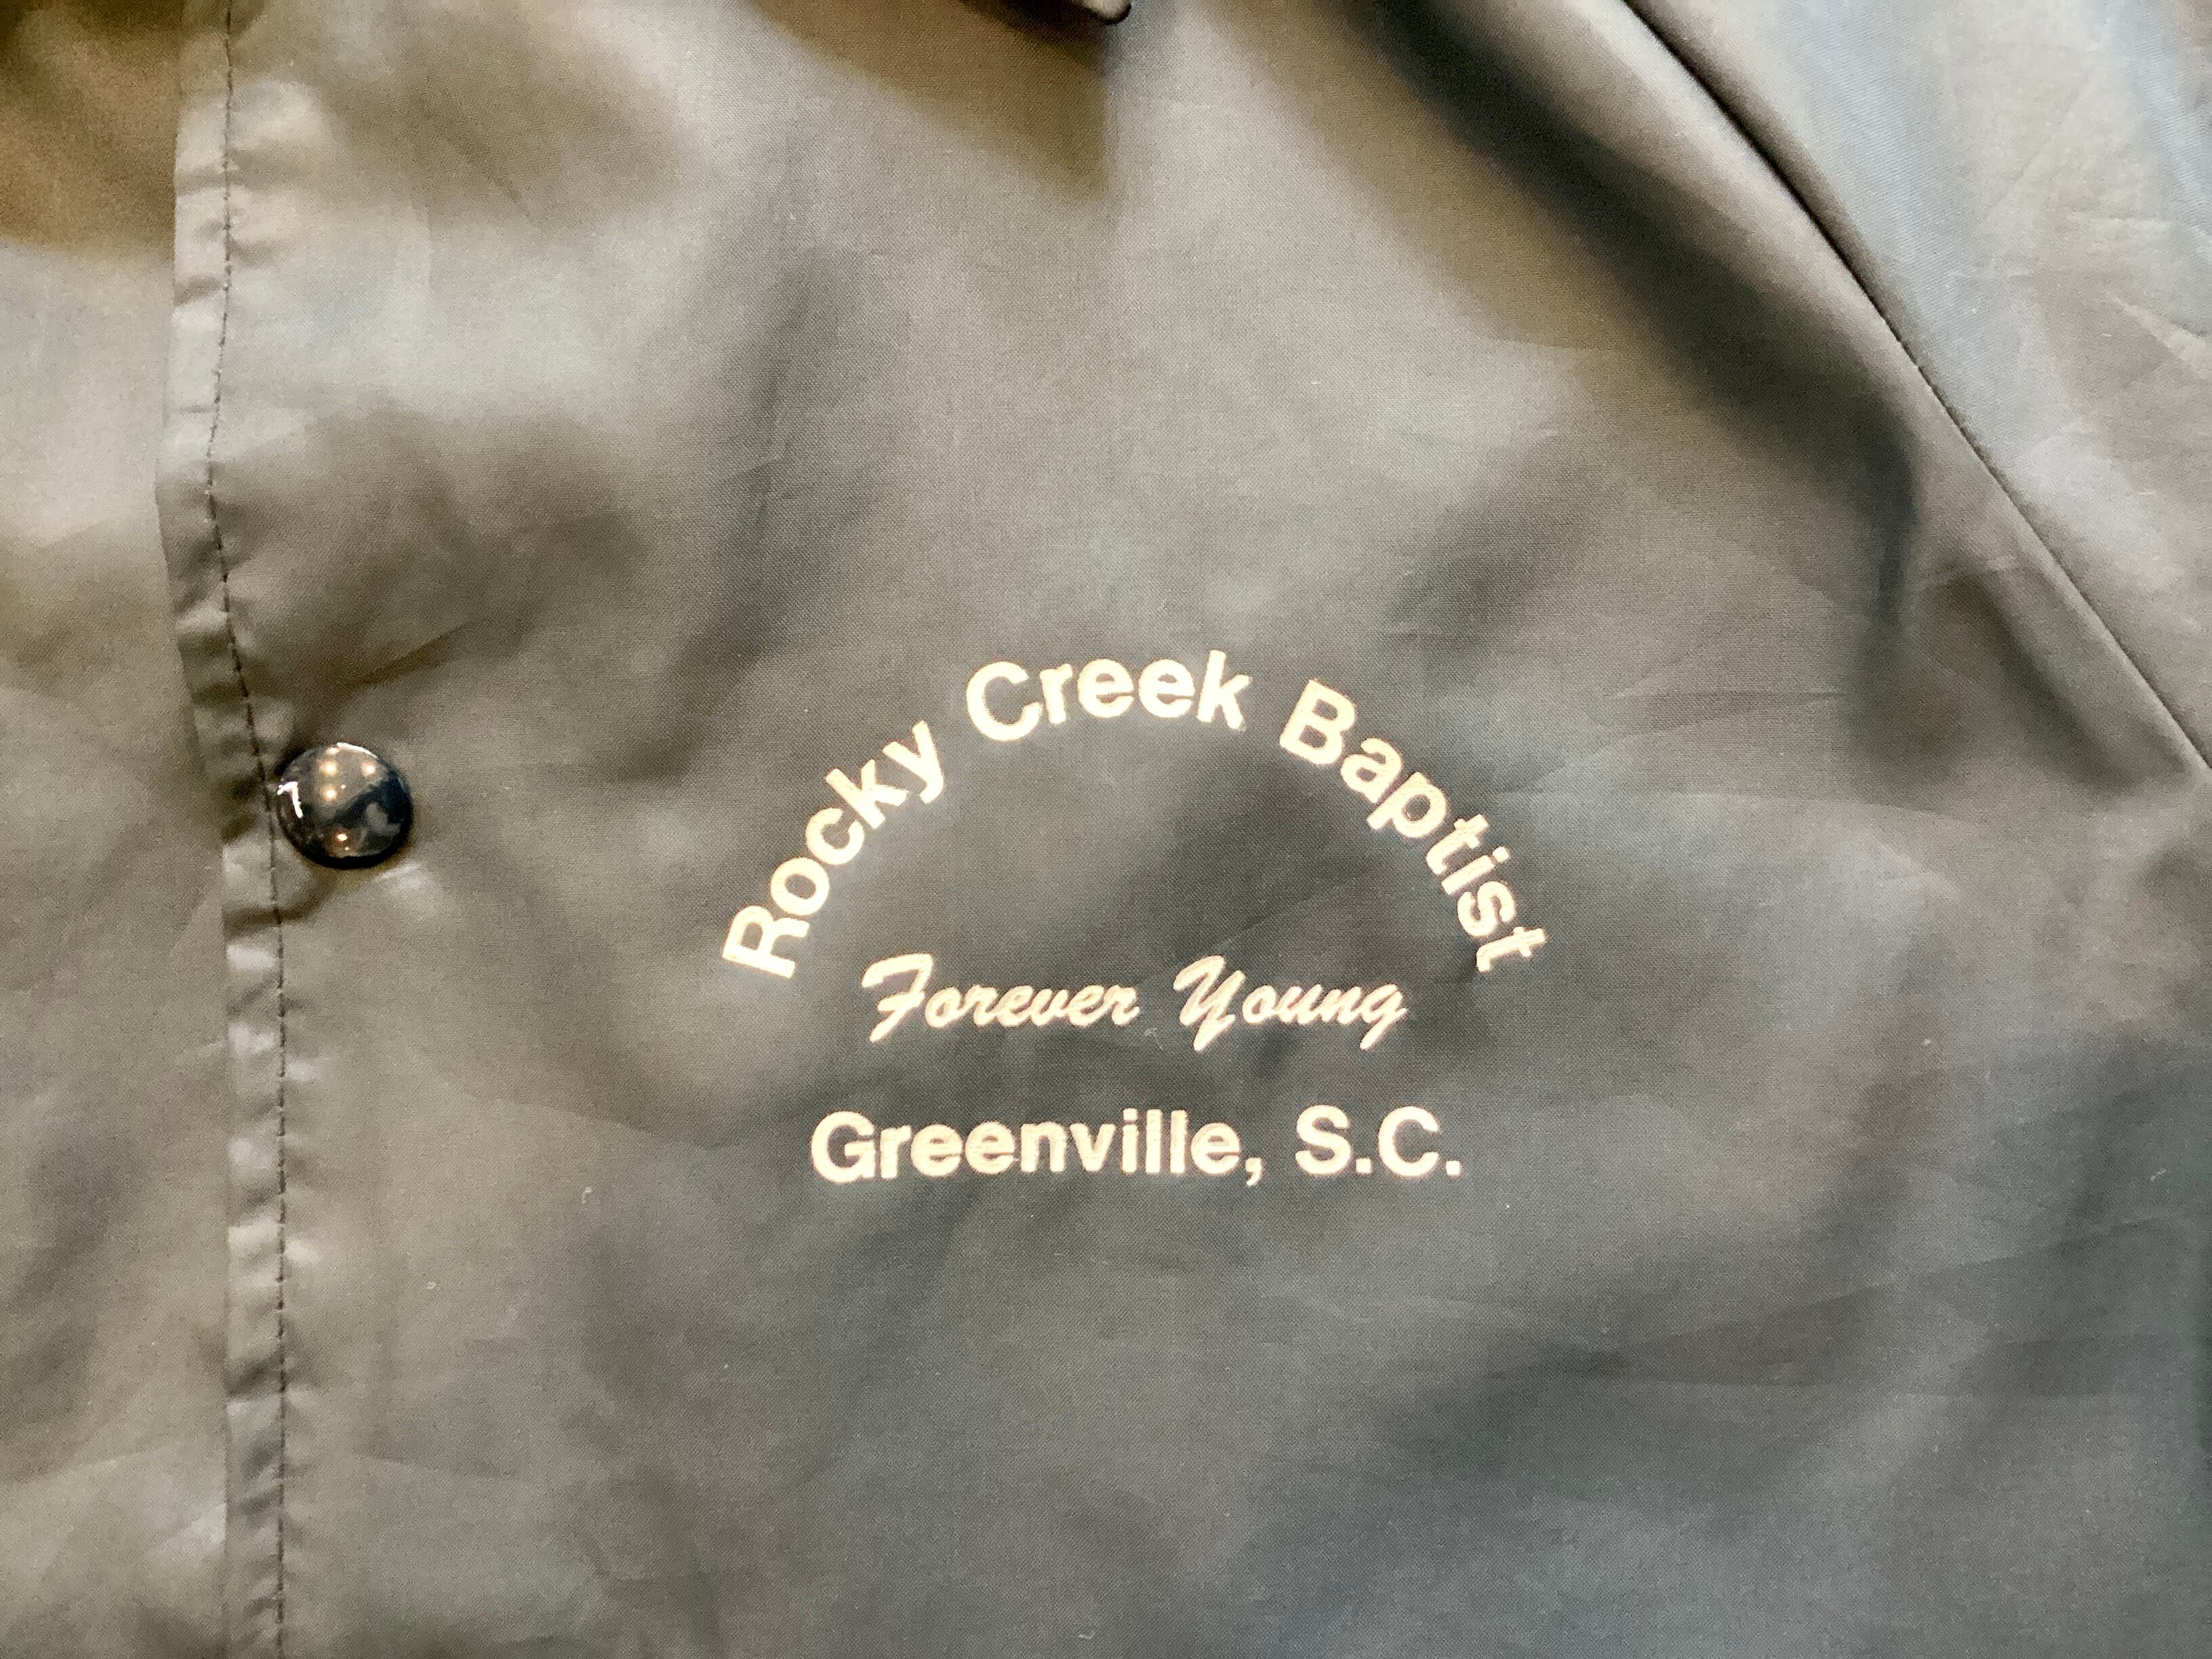 Rocky Creek Baptist
Forever Young
Greenville, S.C.